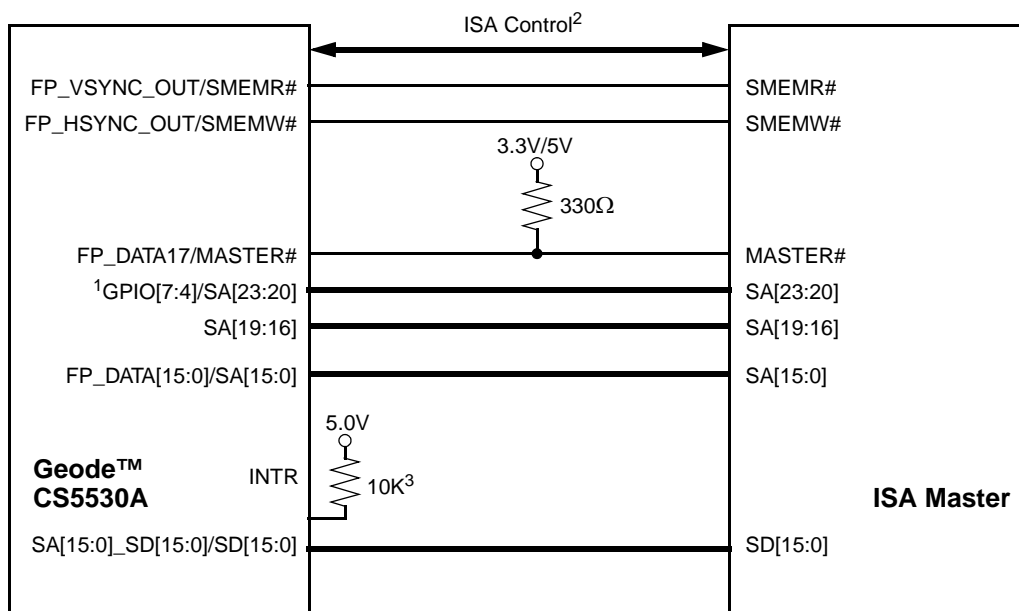 ISA Control²
FP_VSYNC_OUT/SMEMR# SMEMR#
FP_HSYNC_OUT/SMEMW# SMEMW#
3.3V/5V
330Ω
FP_DATA17/MASTER# MASTER#
¹GPIO[7:4]/SA[23:20] SA[23:20]
SA[19:16] SA[19:16]
FP_DATA[15:0]/SA[15:0] SA[15:0]
5.0V
Geode™
CS5530A
INTR
10K³
ISA Master
SA[15:0]_SD[15:0]/SD[15:0] SD[15:0]